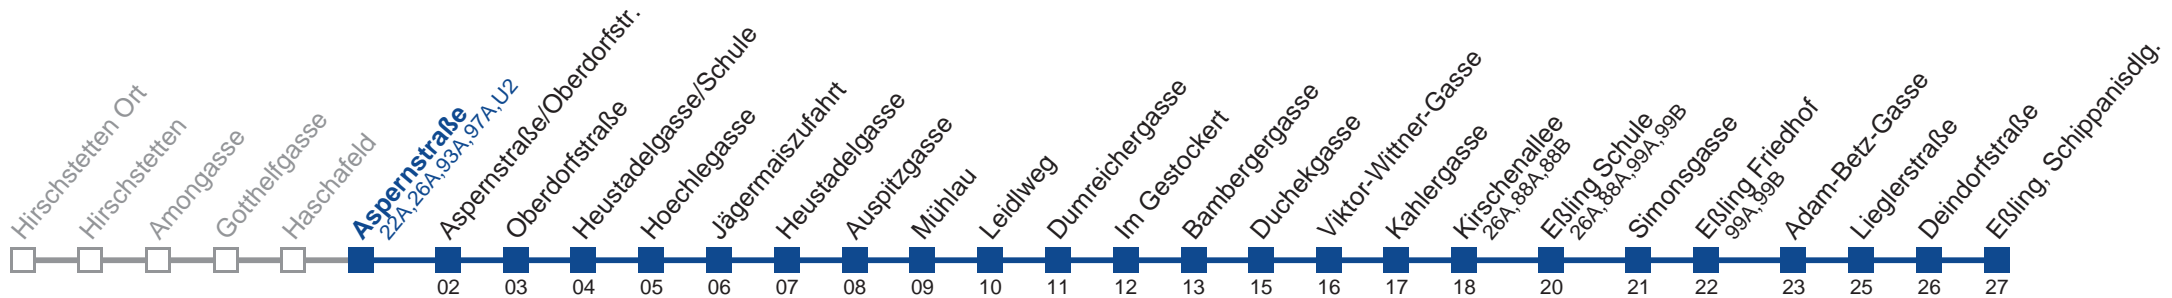 Hirschstetten Ort
Hirschstetten
Amongasse
Gotthelfgasse
Haschafeld
Aspernstraße
22A,26A,93A,97A,U2
Aspernstraße/Oberdorfstr.
Oberdorfstraße
Heustadelgasse/Schule
Hoechlegasse
Jägermaiszufahrt
Heustadelgasse
Auspitzgasse
Mühlau
Leidlweg
Dumreichergasse
Im Gestockert
Bambergergasse
Duchekgasse
Viktor-Wittner-Gasse
Kahlergasse
Kirschenallee
26A,88A,88B
Eßling Schule
26A,88A,99A,99B
Simonsgasse
Eßling Friedhof
99A,99B
Adam-Betz-Gasse
Lieglerstraße
Deindorfstraße
Eßling, Schippanisdlg.
02 03 04 05 06 07 08 09 10 11 12 13 15 16 17 18 20 21 22 23 25 26 27